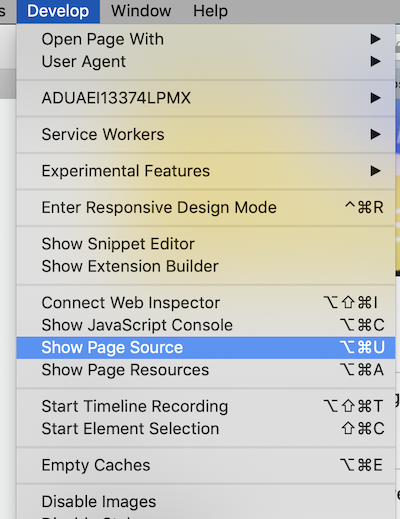 Develop Window Help
Open Page With ▶
User Agent ▶
ADUAEI13374LPMX ▶
Service Workers ▶
Experimental Features ▶
Enter Responsive Design Mode ^⌘R
Show Snippet Editor
Show Extension Builder
Connect Web Inspector ⌥⇧⌘I
Show JavaScript Console ⌥⌘C
Show Page Source ⌥⌘U
Show Page Resources ⌥⌘A
Start Timeline Recording ⌥⇧⌘T
Start Element Selection ⇧⌘C
Empty Caches ⌥⌘E
Disable Images